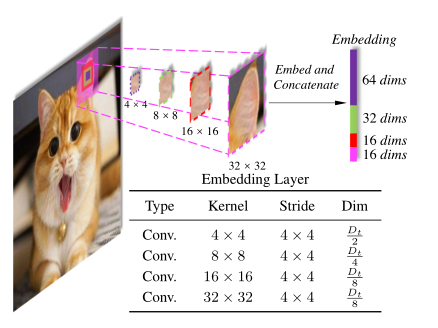 Embedding
Embed and
Concatenate
64 dims
32 dims
16 dims
16 dims
4 × 4
8 × 8
16 × 16
32 × 32
Embedding Layer
Type Kernel Stride Dim
Conv. 4 × 4 4 × 4 D_t/2
Conv. 8 × 8 4 × 4 D_t/4
Conv. 16 × 16 4 × 4 D_t/8
Conv. 32 × 32 4 × 4 D_t/8